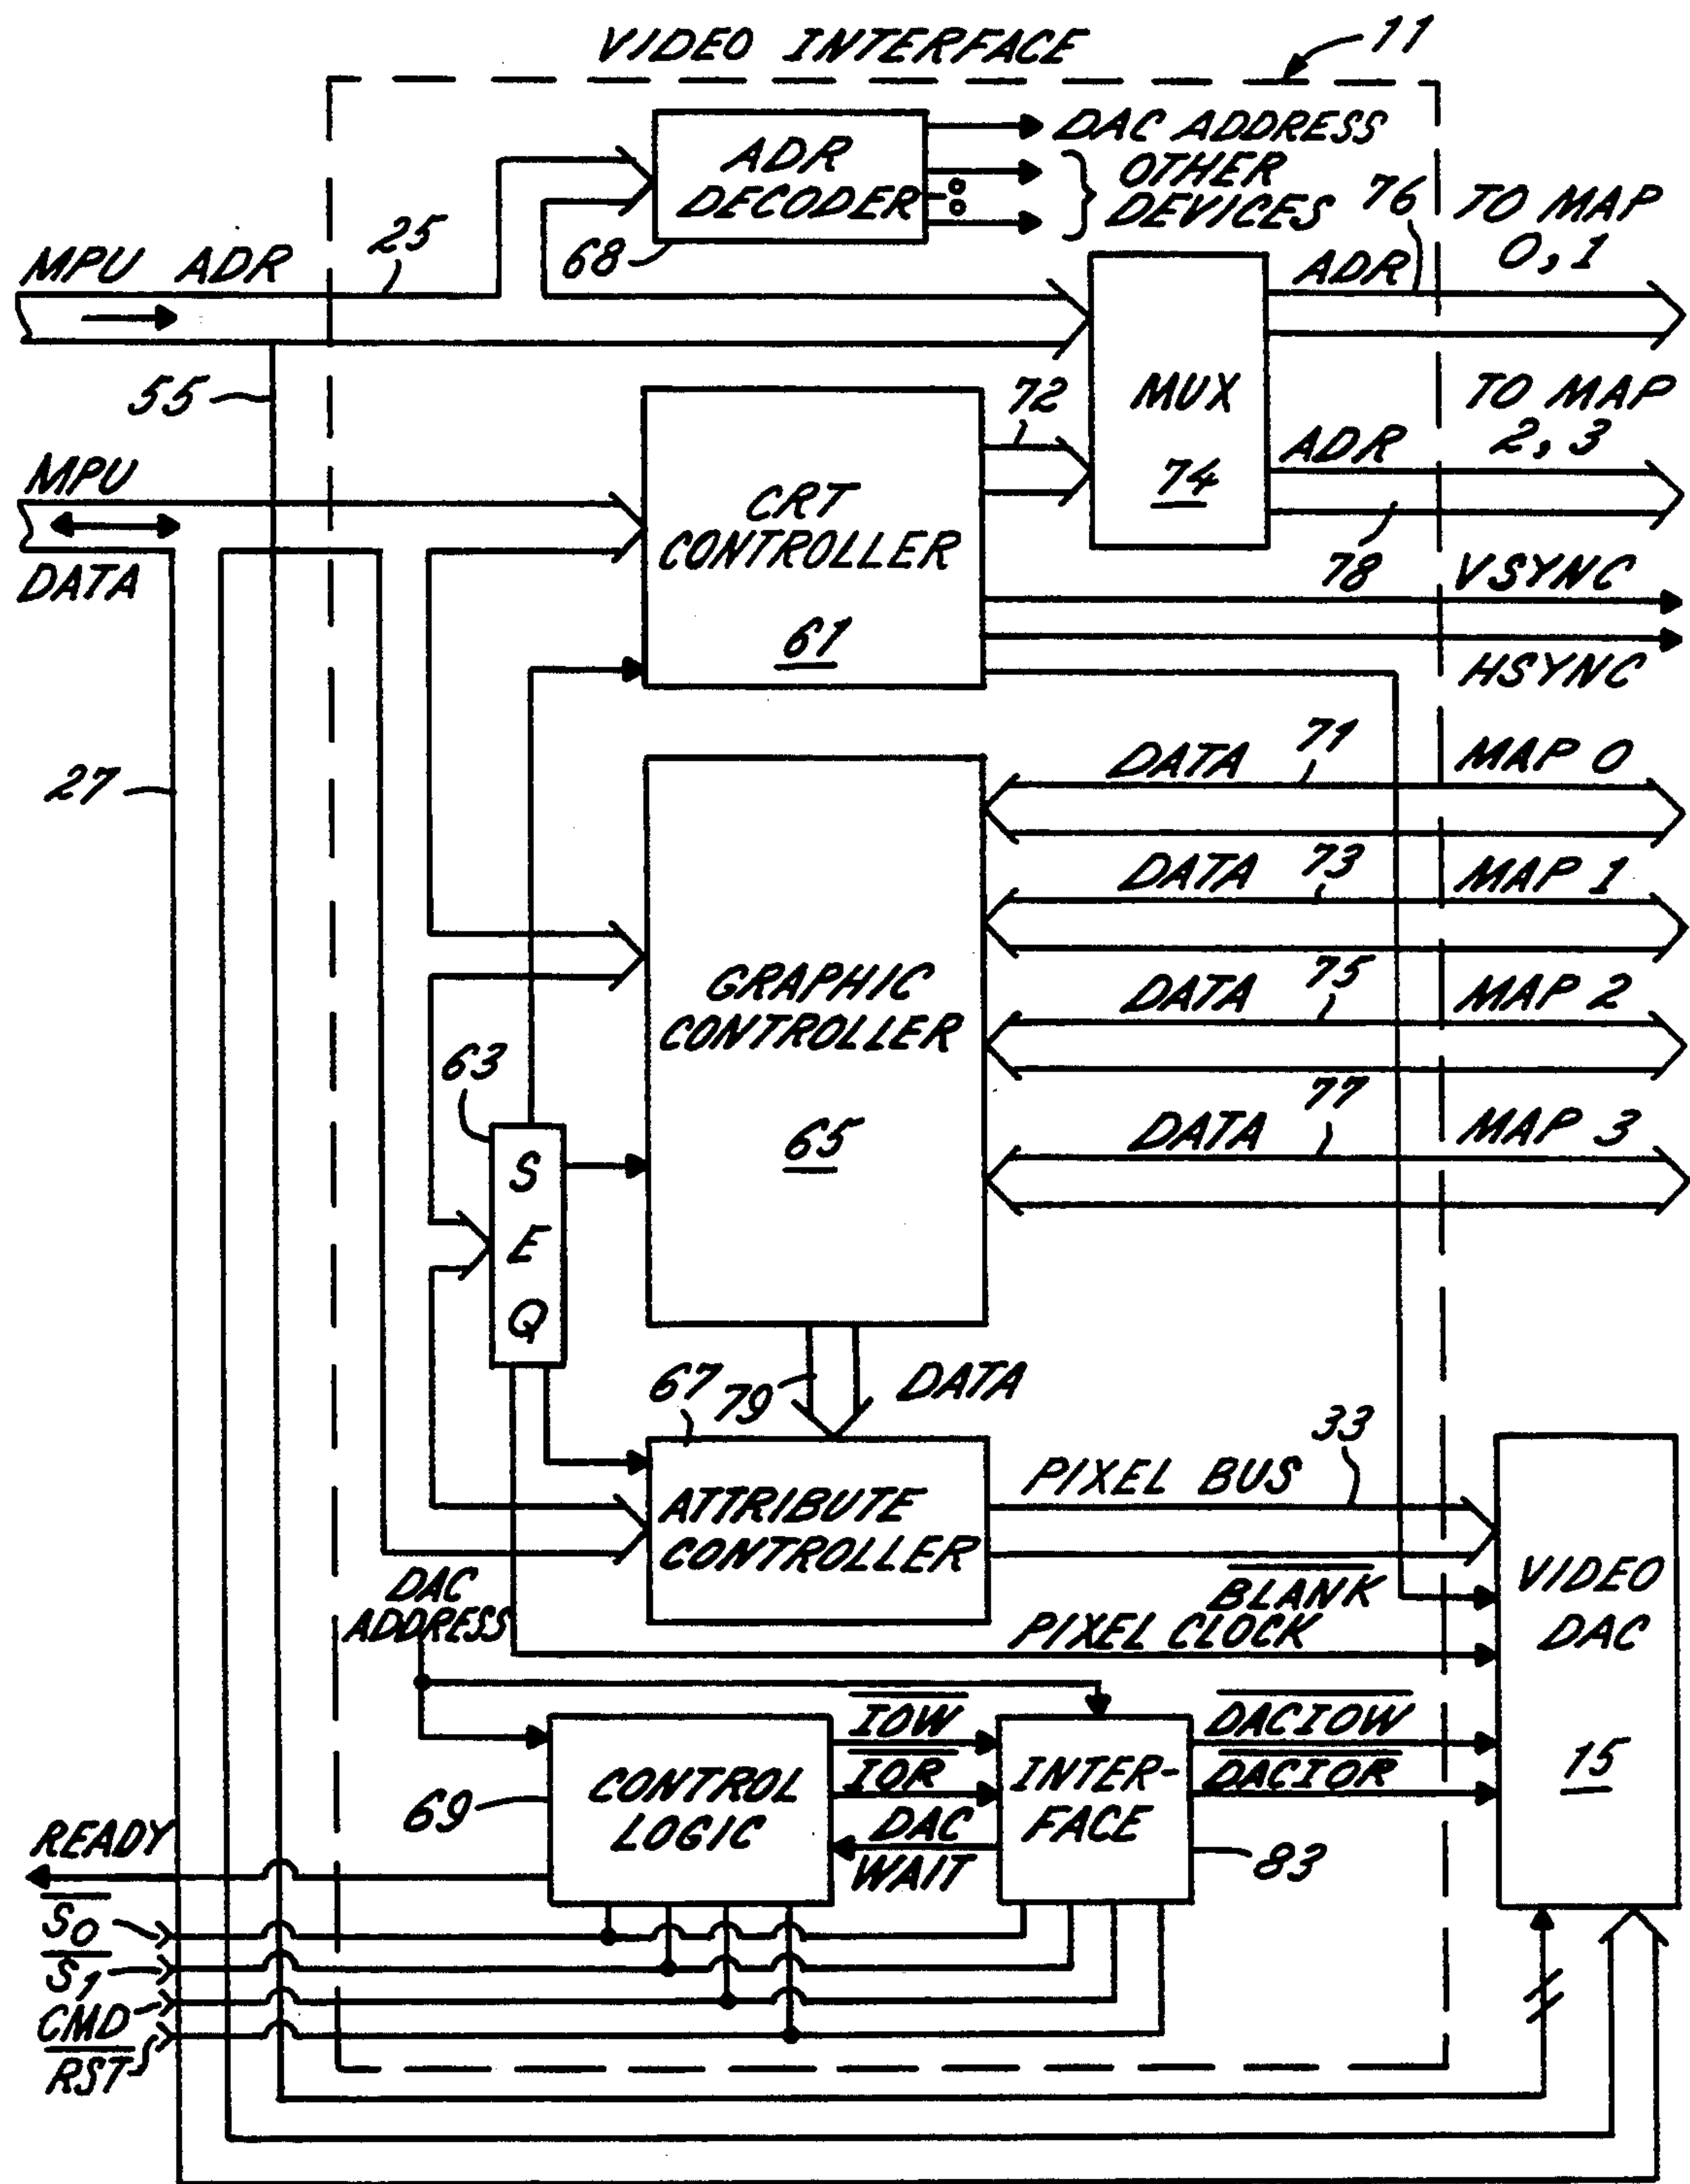 VIDEO INTERFACE
11
ADR
DECODER
68
DAC ADDRESS
OTHER
DEVICES
76
TO MAP
0,1
MPU ADR
25
ADR
55
MUX
74
TO MAP
2,3
ADR
78
72
MPU
DATA
CRT
CONTROLLER
61
VSYNC
HSYNC
27
DATA 71 MAP 0
DATA 73 MAP 1
DATA 75 MAP 2
DATA 77 MAP 3
GRAPHIC
CONTROLLER
65
63
S
E
Q
67
79
DATA
33
PIXEL BUS
ATTRIBUTE
CONTROLLER
BLANK
PIXEL CLOCK
VIDEO
DAC
15
DAC
ADDRESS
IOW
IOR
DAC
WAIT
CONTROL
LOGIC
69
INTER-
FACE
83
DACIOW
DACIOR
READY
S0
S1
CMD
RST